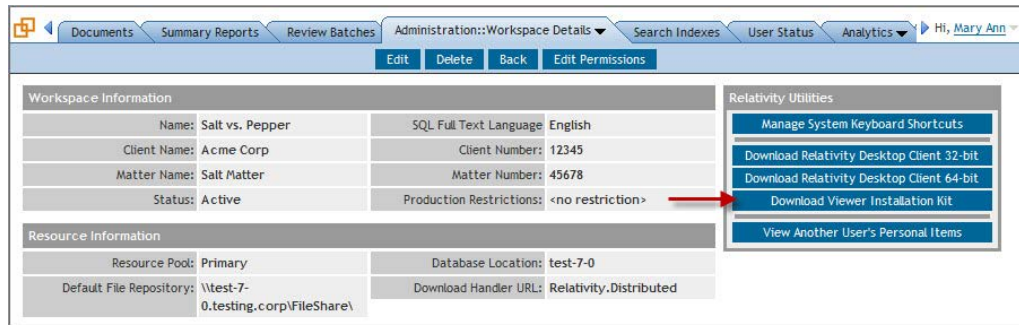 Documents Summary Reports Review Batches Administration::Workspace Details Search Indexes User Status Analytics Hi, Mary Ann
Edit Delete Back Edit Permissions
Workspace Information
Name: Salt vs. Pepper SQL Full Text Language English
Client Name: Acme Corp Client Number: 12345
Matter Name: Salt Matter Matter Number: 45678
Status: Active Production Restrictions: <no restriction>
Resource Information
Resource Pool: Primary Database Location: test-7-0
Default File Repository: \\test-7- Download Handler URL: Relativity.Distributed
0.testing.corp\FileShare\
Relativity Utilities
Manage System Keyboard Shortcuts
Download Relativity Desktop Client 32-bit
Download Relativity Desktop Client 64-bit
Download Viewer Installation Kit
View Another User's Personal Items